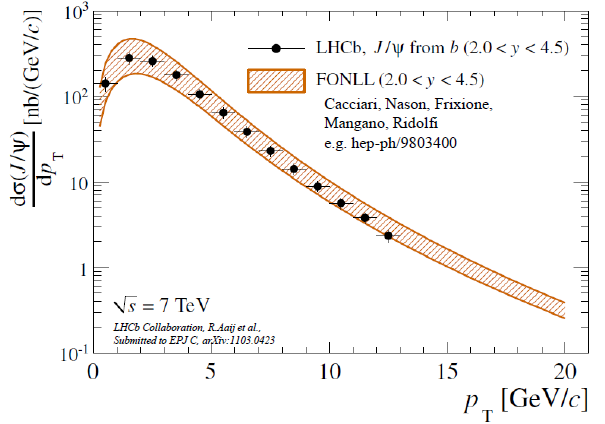 10³
10²
10
1
10⁻¹
dσ(J/ψ)
dp_T
[nb/(GeV/c)]
LHCb, J/ψ from b (2.0 < y < 4.5)
FONLL (2.0 < y < 4.5)
Cacciari, Nason, Frixione,
Mangano, Ridolfi
e.g. hep-ph/9803400
√s = 7 TeV
LHCb Collaboration, R.Aaij et al.,
Submitted to EPJ C, arXiv:1103.0423
0 5 10 15 20
p_T [GeV/c]